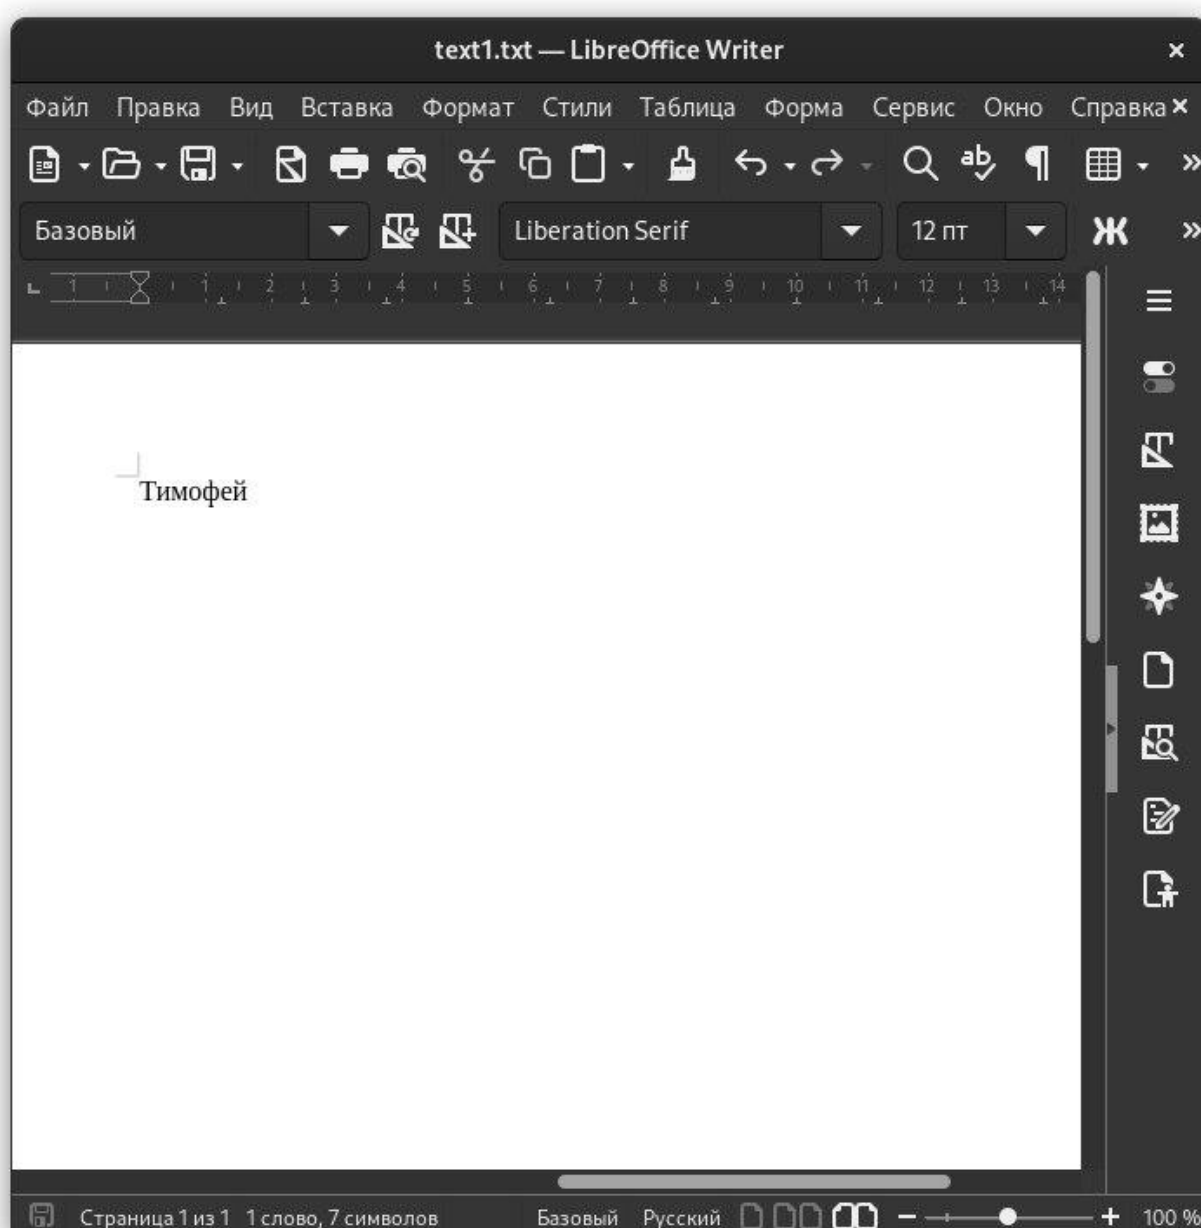 text1.txt — LibreOffice Writer
Файл Правка Вид Вставка Формат Стили Таблица Форма Сервис Окно Справка
Базовый Liberation Serif 12 пт Ж
1 1 2 3 4 5 6 7 8 9 10 11 12 13 14
Тимофей
Страница 1 из 1 1 слово, 7 символов Базовый Русский 100 %